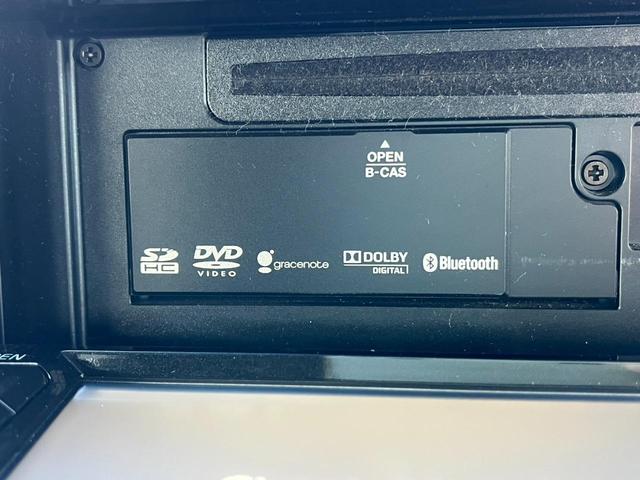 OPEN
B-CAS
SD HC
DVD VIDEO
gracenote
DOLBY DIGITAL
Bluetooth